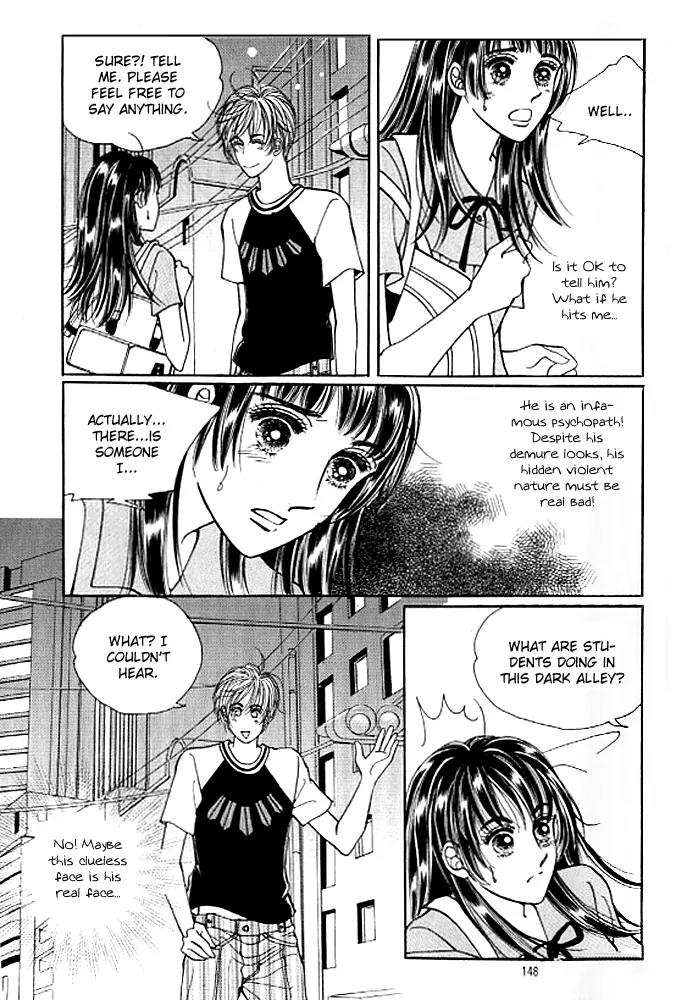 SURE?! TELL
ME. PLEASE
FEEL FREE TO
SAY ANYTHING.
WELL..
Is it OK to
tell him?
What if he
hits me...
ACTUALLY...
THERE...IS
SOMEONE
I...
He is an infa-
mous psychopath!
Despite his
demure looks, his
hidden violent
nature must be
real bad!
WHAT? I
COULDN'T
HEAR.
No! Maybe
this clueless
face is his
real face...
WHAT ARE STU-
DENTS DOING IN
THIS DARK ALLEY?
148